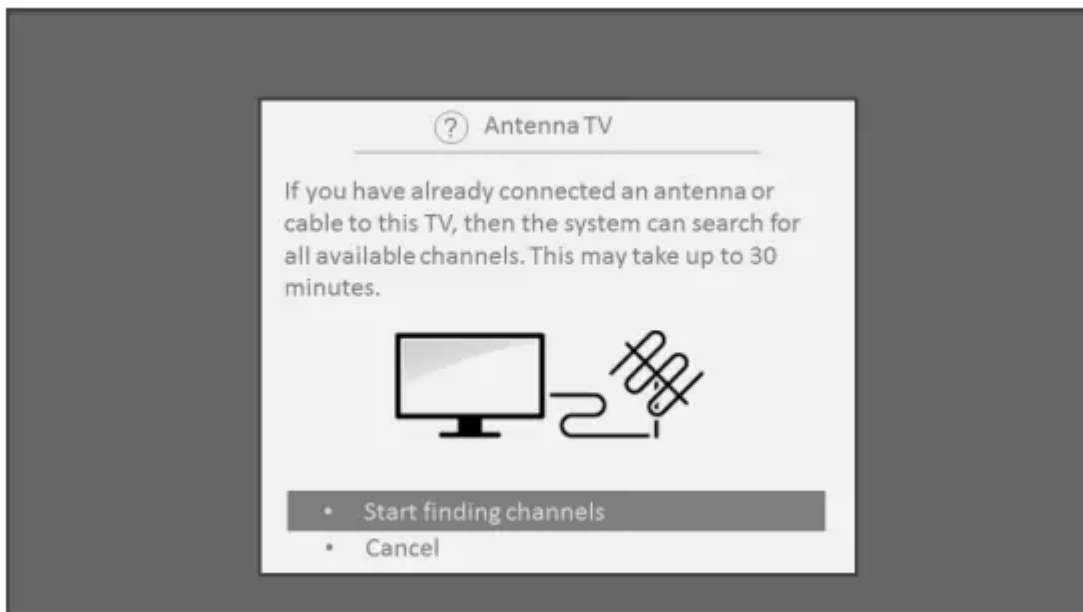 ? Antenna TV
If you have already connected an antenna or
cable to this TV, then the system can search for
all available channels. This may take up to 30
minutes.
• Start finding channels
• Cancel